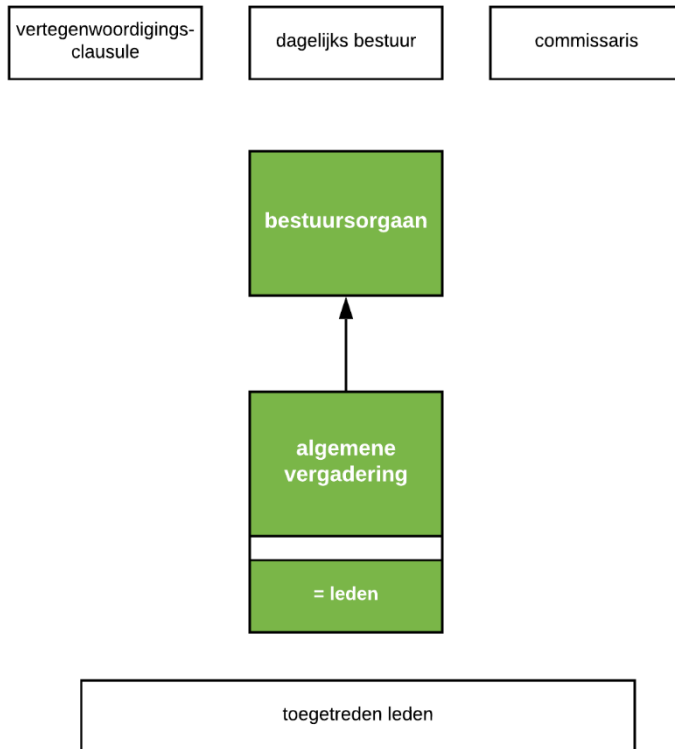 vertegenwoordigings-
clausule
dagelijks bestuur
commissaris
bestuursorgaan
algemene
vergadering
= leden
toegetreden leden